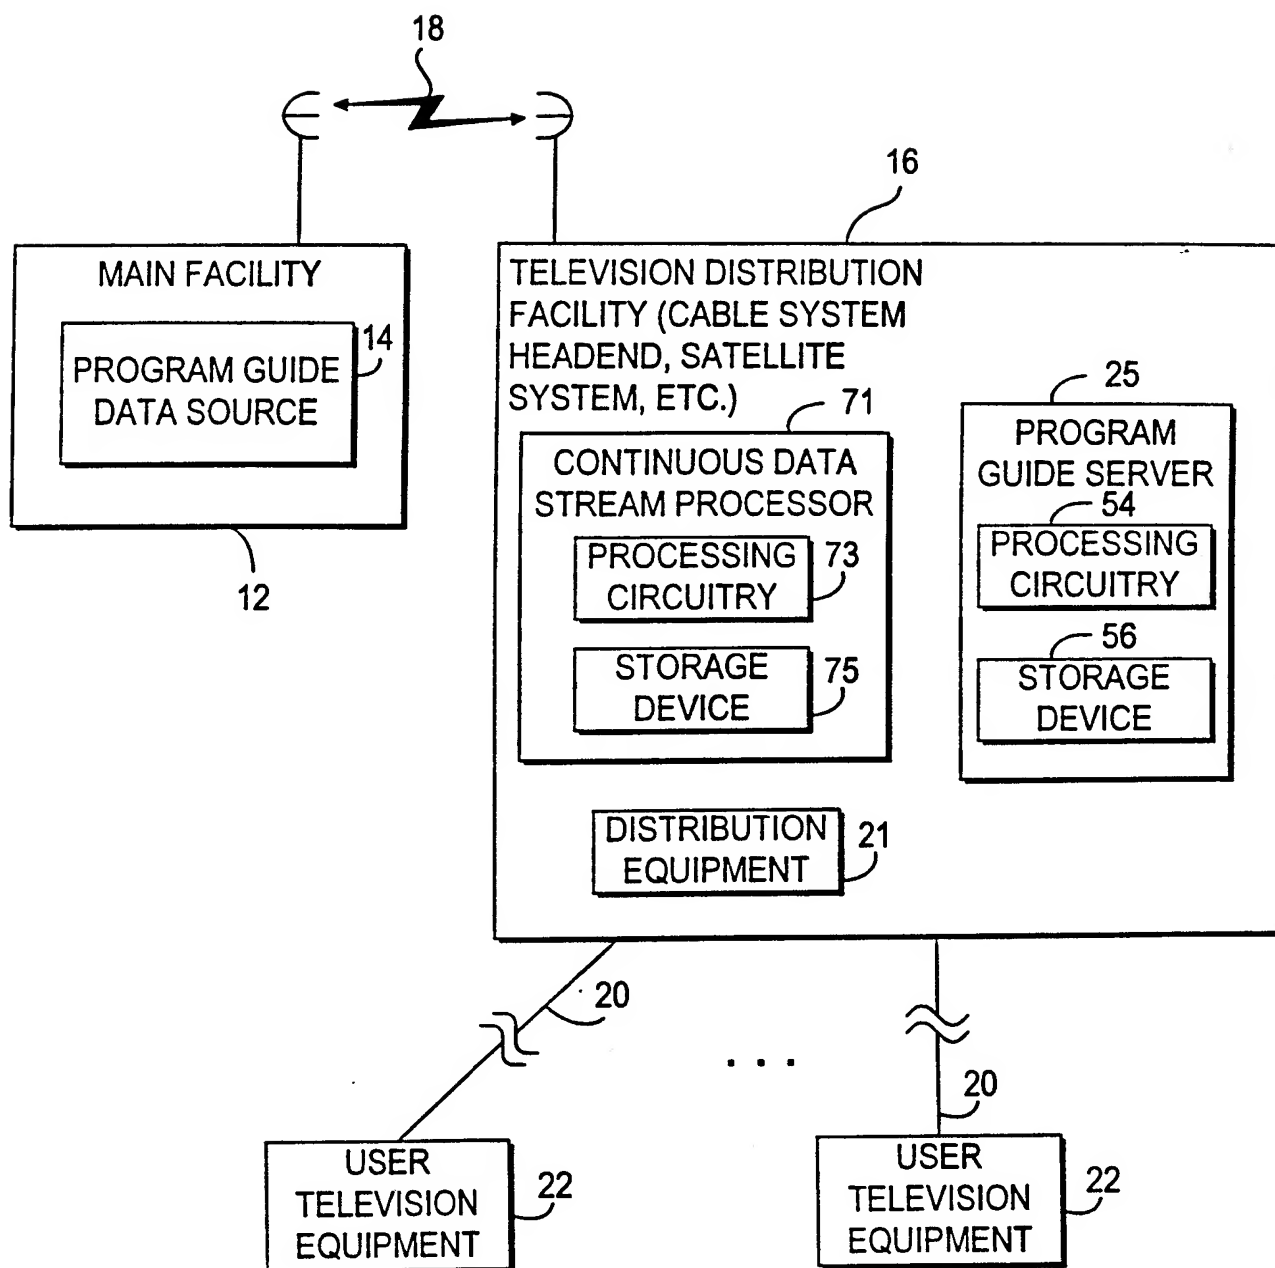 18
16
MAIN FACILITY
14
PROGRAM GUIDE
DATA SOURCE
12
TELEVISION DISTRIBUTION
FACILITY (CABLE SYSTEM
HEADEND, SATELLITE
SYSTEM, ETC.)
71
CONTINUOUS DATA
STREAM PROCESSOR
PROCESSING
CIRCUITRY
73
STORAGE
DEVICE
75
25
PROGRAM
GUIDE SERVER
54
PROCESSING
CIRCUITRY
56
STORAGE
DEVICE
DISTRIBUTION
EQUIPMENT
21
20
20
. . .
USER
TELEVISION
EQUIPMENT
22
USER
TELEVISION
EQUIPMENT
22